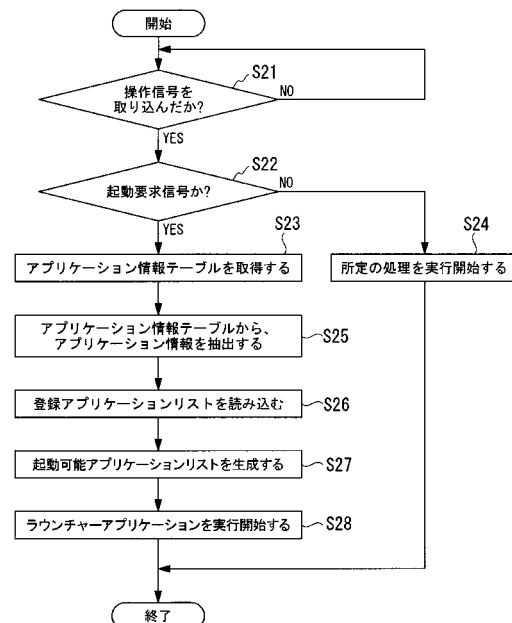 開始
S21
操作信号を
取り込んだか?
NO
YES
S22
起動要求信号か?
NO
YES
S23
アプリケーション情報テーブルを取得する
S24
所定の処理を実行開始する
アプリケーション情報テーブルから、
アプリケーション情報を抽出する
S25
登録アプリケーションリストを読み込む
S26
起動可能アプリケーションリストを生成する
S27
ラウンチャーアプリケーションを実行開始する
S28
終了